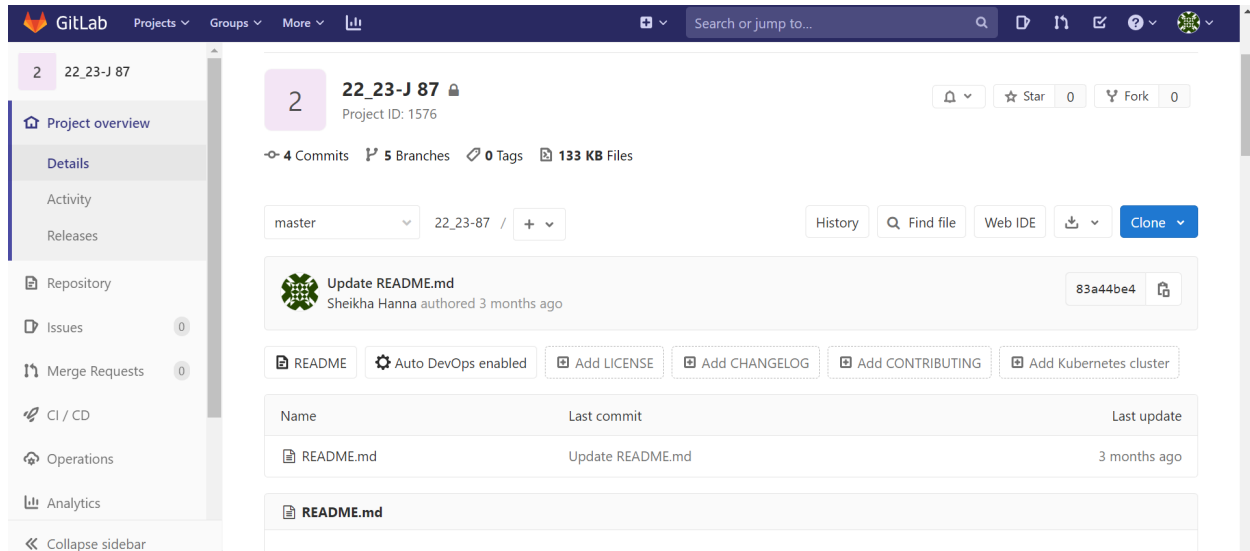 GitLab Projects Groups More Search or jump to...
2 22_23-J 87
Project overview
Details
Activity
Releases
Repository
Issues 0
Merge Requests 0
CI / CD
Operations
Analytics
Collapse sidebar
2
22_23-J 87
Project ID: 1576
Star 0 Fork 0
4 Commits 5 Branches 0 Tags 133 KB Files
master 22_23-87 / + History Find file Web IDE Clone
Update README.md
Sheikha Hanna authored 3 months ago
83a44be4
README Auto DevOps enabled Add LICENSE Add CHANGELOG Add CONTRIBUTING Add Kubernetes cluster
Name Last commit Last update
README.md Update README.md 3 months ago
README.md